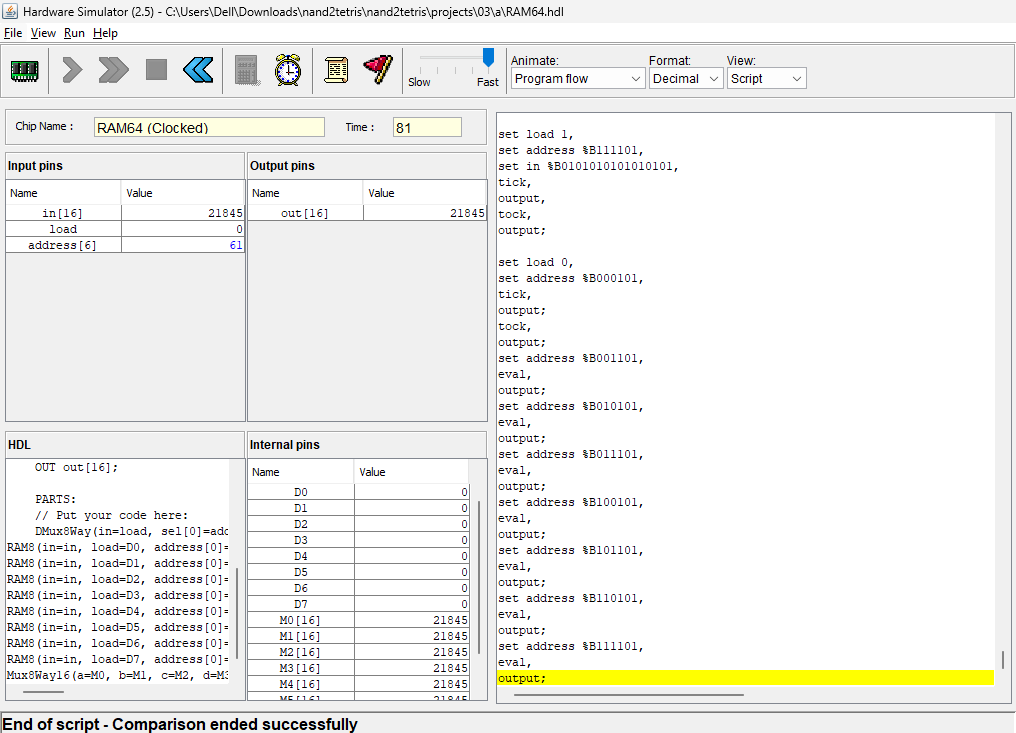 Hardware Simulator (2.5) - C:\Users\Dell\Downloads\nand2tetris\nand2tetris\projects\03\a\RAM64.hdl
File View Run Help
Slow Fast
Animate: Format: View:
Program flow Decimal Script
Chip Name : RAM64 (Clocked) Time : 81
Input pins
Name Value
in[16] 21845
load 0
address[6] 61
Output pins
Name Value
out[16] 21845
HDL
OUT out[16];
PARTS:
// Put your code here:
DMux8Way(in=load, sel[0]=add
RAM8(in=in, load=D0, address[0]=
RAM8(in=in, load=D1, address[0]=
RAM8(in=in, load=D2, address[0]=
RAM8(in=in, load=D3, address[0]=
RAM8(in=in, load=D4, address[0]=
RAM8(in=in, load=D5, address[0]=
RAM8(in=in, load=D6, address[0]=
RAM8(in=in, load=D7, address[0]=
Mux8Way16(a=M0, b=M1, c=M2, d=M3
Internal pins
Name Value
D0 0
D1 0
D2 0
D3 0
D4 0
D5 0
D6 0
D7 0
M0[16] 21845
M1[16] 21845
M2[16] 21845
M3[16] 21845
M4[16] 21845
M5[16] 21845
set load 1,
set address %B111101,
set in %B0101010101010101,
tick,
output,
tock,
output;
set load 0,
set address %B000101,
tick,
output;
tock,
output;
set address %B001101,
eval,
output;
set address %B010101,
eval,
output;
set address %B011101,
eval,
output;
set address %B100101,
eval,
output;
set address %B101101,
eval,
output;
set address %B110101,
eval,
output;
set address %B111101,
eval,
output;
End of script - Comparison ended successfully